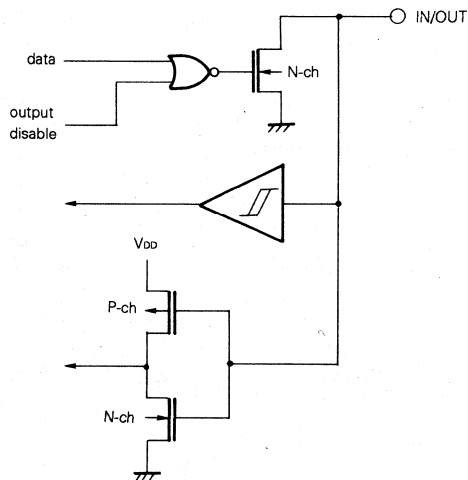 IN/OUT
data
N-ch
output
disable
VDD
P-ch
N-ch